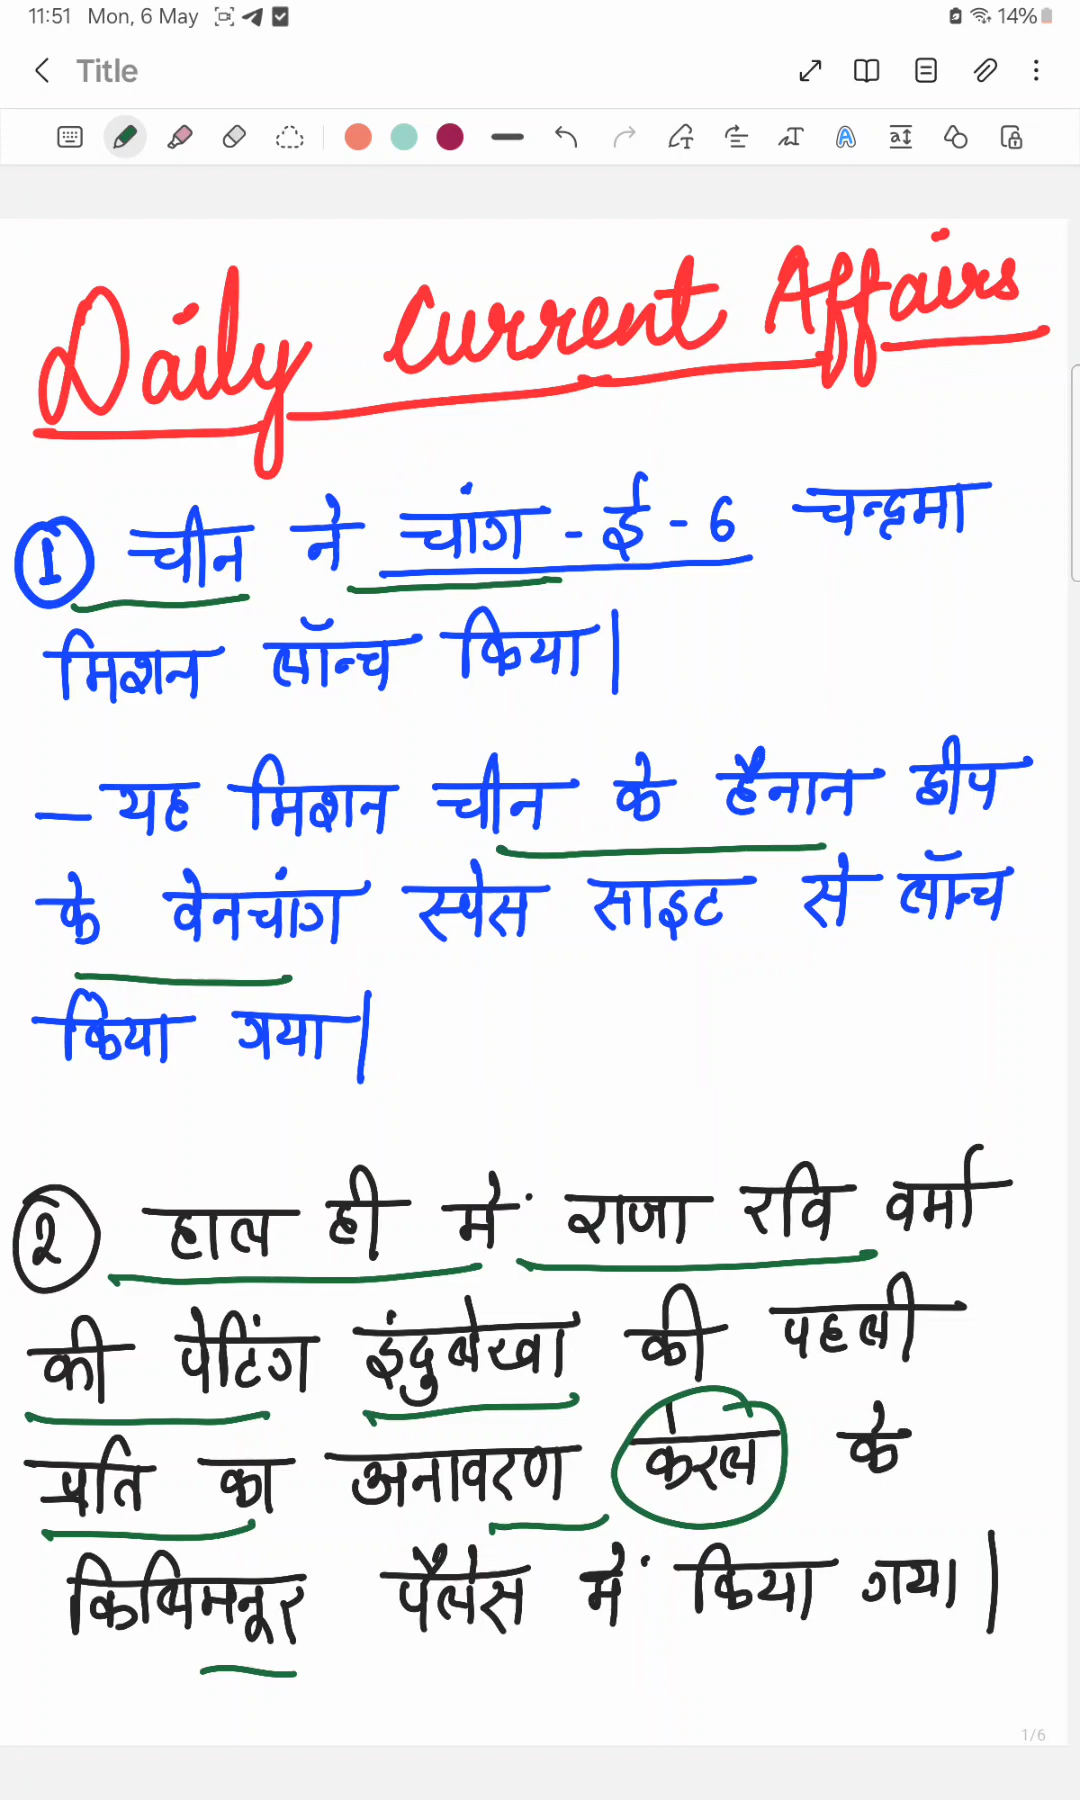 11:51 Mon, 6 May 14%
Title
Daily Current Affairs
1 चीन ने चांग - ई - 6 चन्द्रमा
मिशन लॉन्च किया|
- यह मिशन चीन के हैनान द्वीप
के वेनचांग स्पेस साइट से लॉन्च
किया गया|
2 हाल ही में राजा रवि वर्मा
की पेटिंग इंदुलेखा की पहली
प्रति का अनावरण केरल के
किलिमनूर पैलेस में किया गया|
1/6